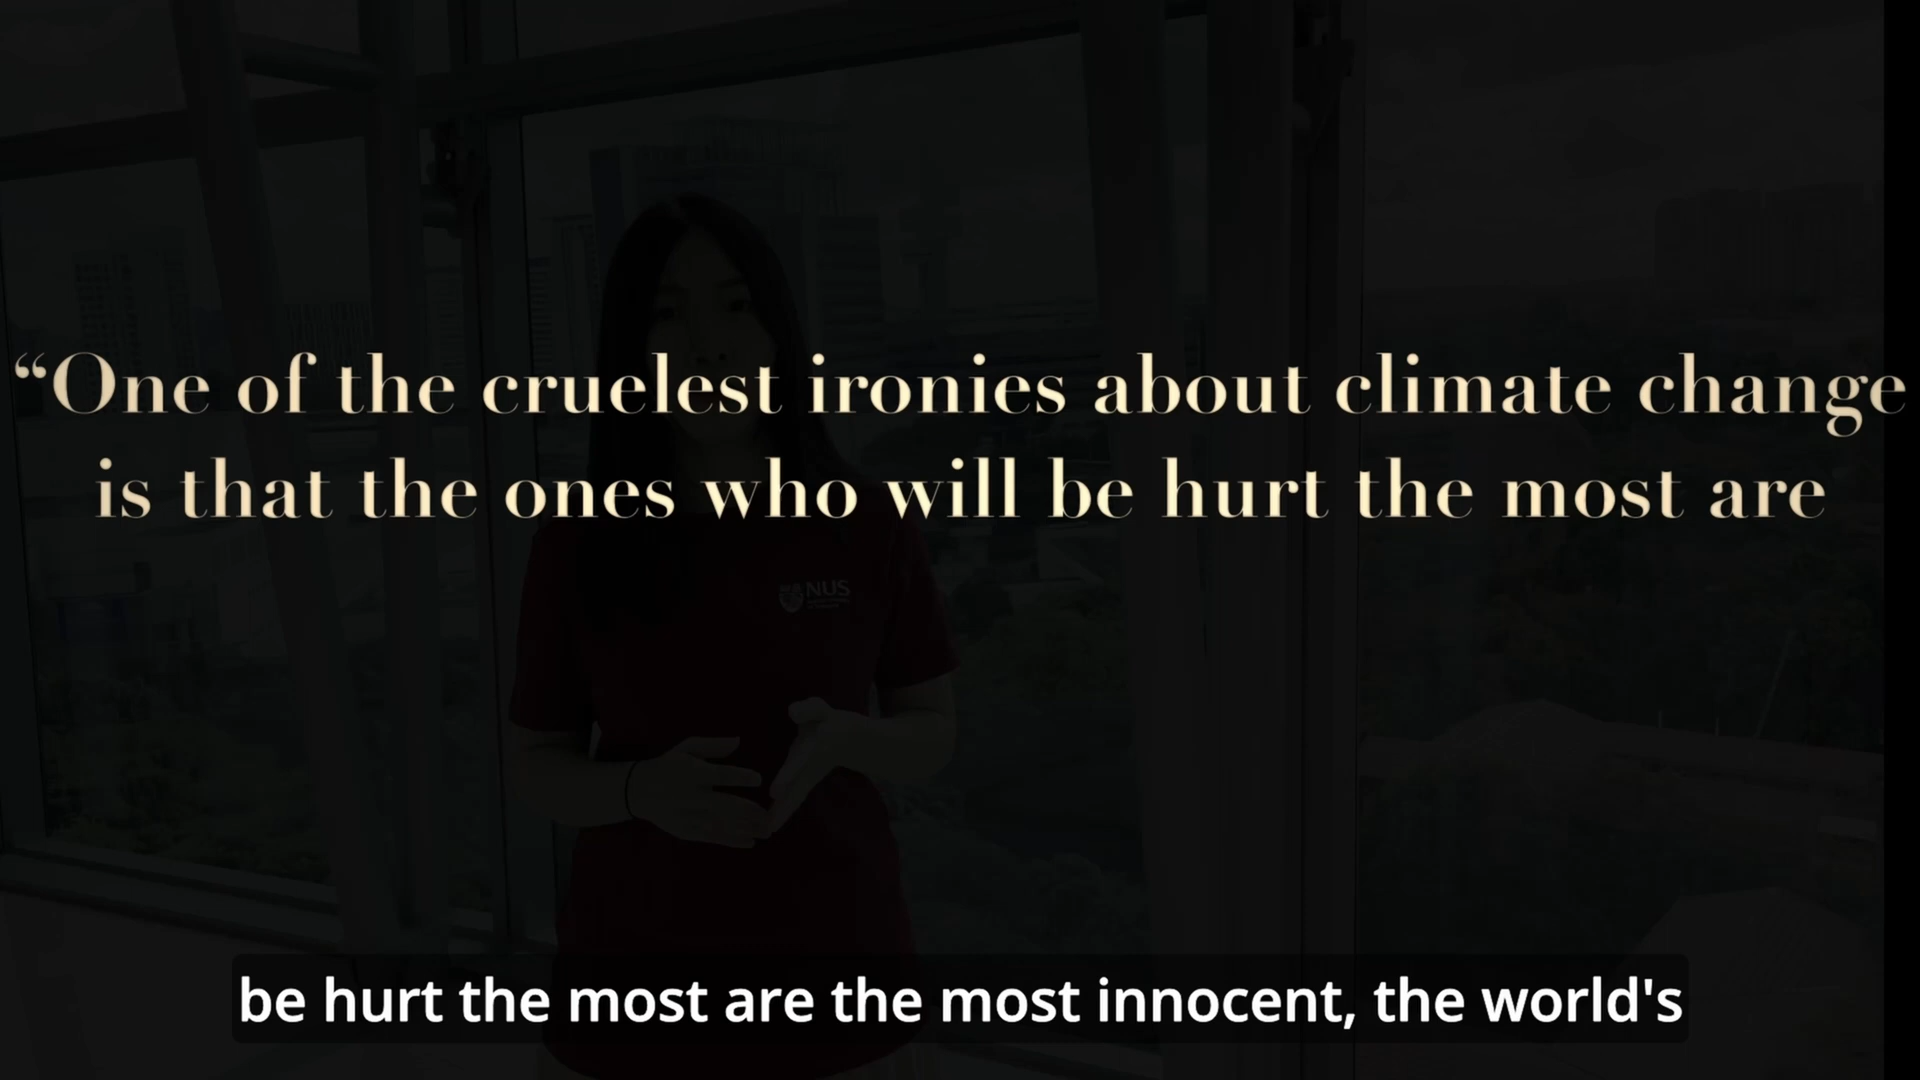 “One of the cruelest ironies about climate change
is that the ones who will be hurt the most are
NUS
be hurt the most are the most innocent, the world's